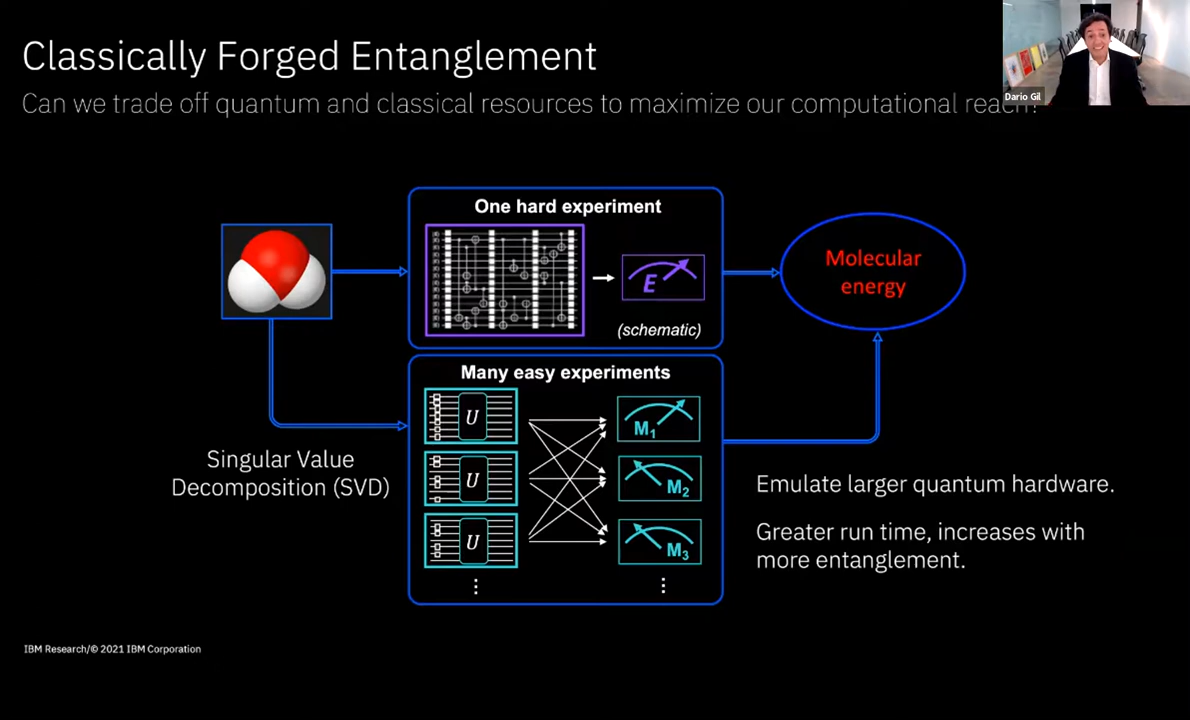 Classically Forged Entanglement
Can we trade off quantum and classical resources to maximize our computational reach?
Dario Gil
One hard experiment
E
(schematic)
Molecular
energy
Many easy experiments
U
M1
U
M2
U
M3
Singular Value
Decomposition (SVD)
Emulate larger quantum hardware.
Greater run time, increases with
more entanglement.
IBM Research/© 2021 IBM Corporation